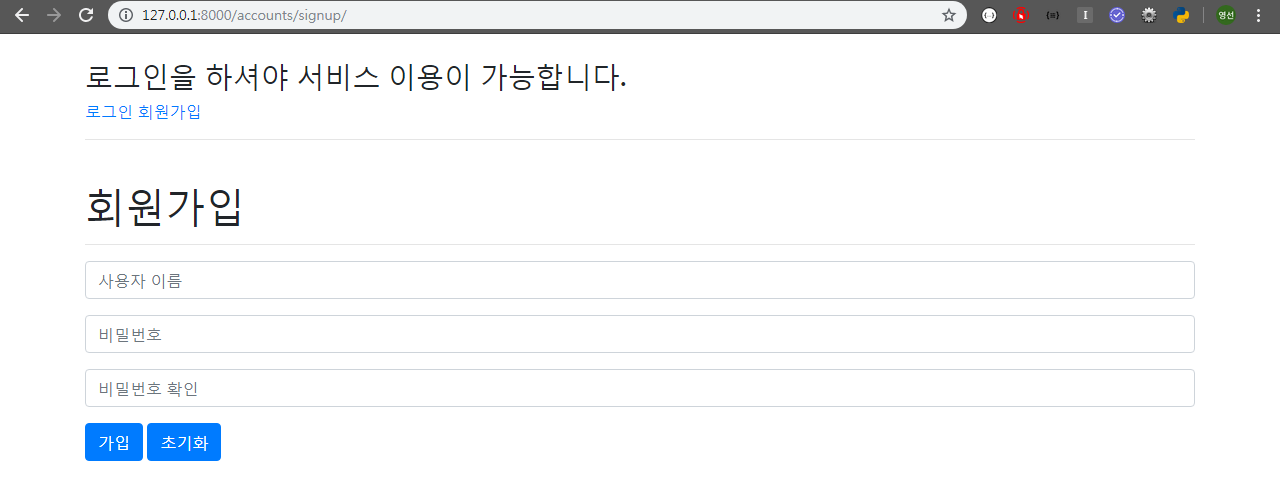 127.0.0.1:8000/accounts/signup/
영선
로그인을 하셔야 서비스 이용이 가능합니다.
로그인 회원가입
회원가입
사용자 이름
비밀번호
비밀번호 확인
가입 초기화